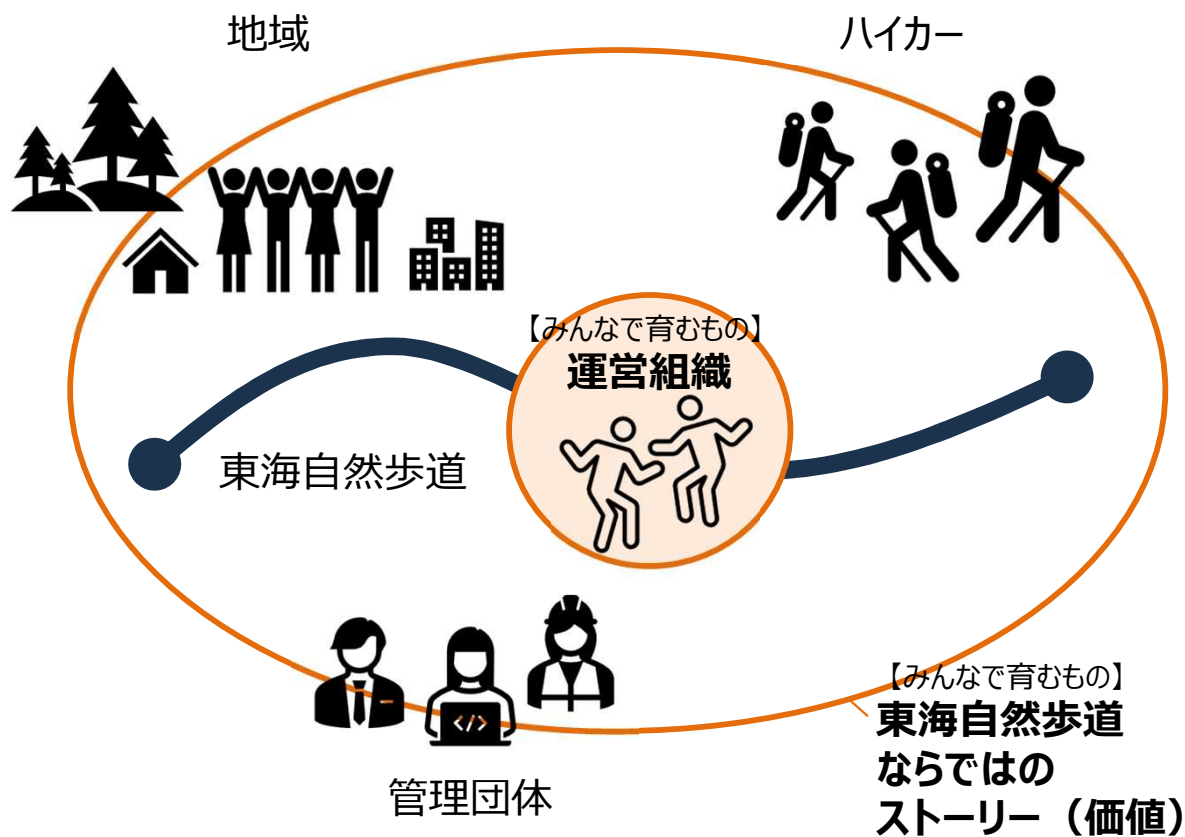 地域
ハイカー
【みんなで育むもの】
運営組織
東海自然歩道
</>
管理団体
【みんなで育むもの】
東海自然歩道
ならではの
ストーリー（価値）